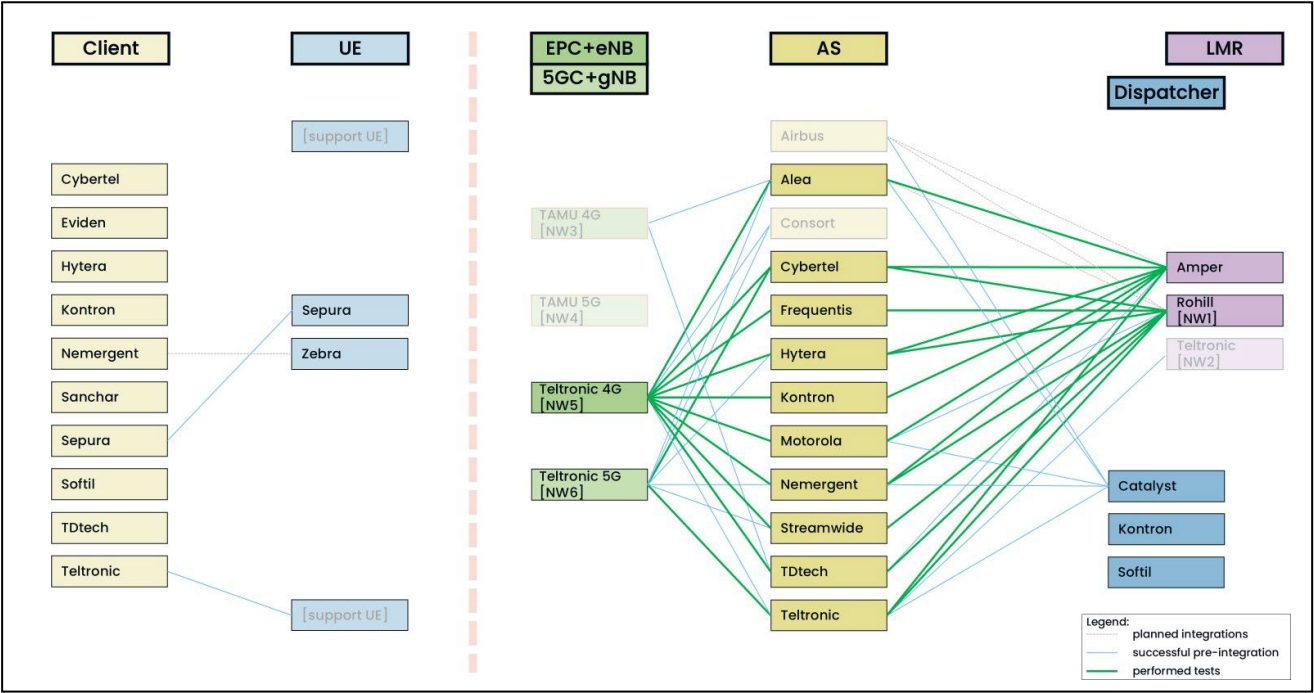 Client
UE
EPC+eNB
5GC+gNB
AS
LMR
Dispatcher
[support UE]
Cybertel
Eviden
Hytera
Kontron
Nemergent
Sanchar
Sepura
Softil
TDtech
Teltronic
Sepura
Zebra
[support UE]
TAMU 4G
[NW3]
TAMU 5G
[NW4]
Teltronic 4G
[NW5]
Teltronic 5G
[NW6]
Airbus
Alea
Consort
Cybertel
Frequentis
Hytera
Kontron
Motorola
Nemergent
Streamwide
TDtech
Teltronic
Amper
Rohill
[NW1]
Teltronic
[NW2]
Catalyst
Kontron
Softil
Legend:
planned integrations
successful pre-integration
performed tests